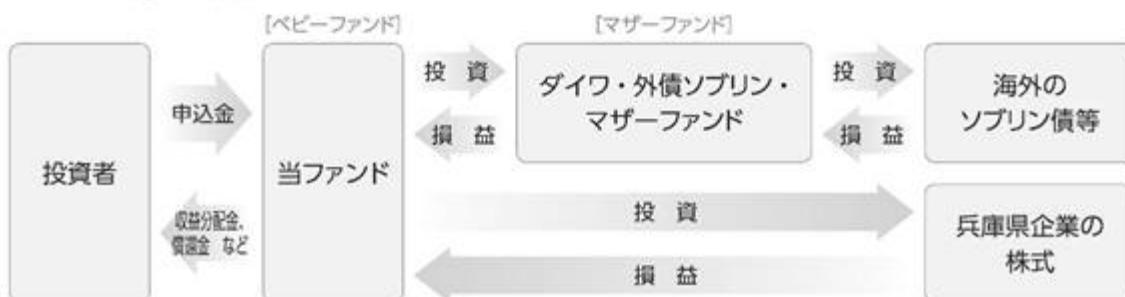 [ベビーファンド]
[マザーファンド]
投資者
申込金
収益分配金、
償還金 など
当ファンド
投 資
損 益
ダイワ・外債ソブリン・
マザーファンド
投 資
損 益
海外の
ソブリン債等
投 資
損 益
兵庫県企業の
株式